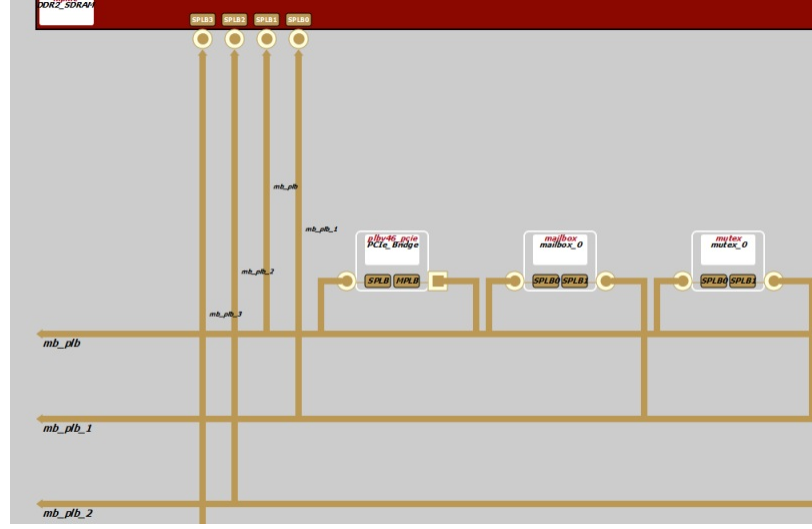 DDR2_SDRAM
SPLB3 SPLB2 SPLB1 SPLB0
mb_plb
mb_plb_1
mb_plb_2
mb_plb_3
plbv46_pcie
PCIe_Bridge
SPLB MPLB
mailbox
mailbox_0
SPLB0 SPLB1
mutex
mutex_0
SPLB0 SPLB1
mb_plb
mb_plb_1
mb_plb_2